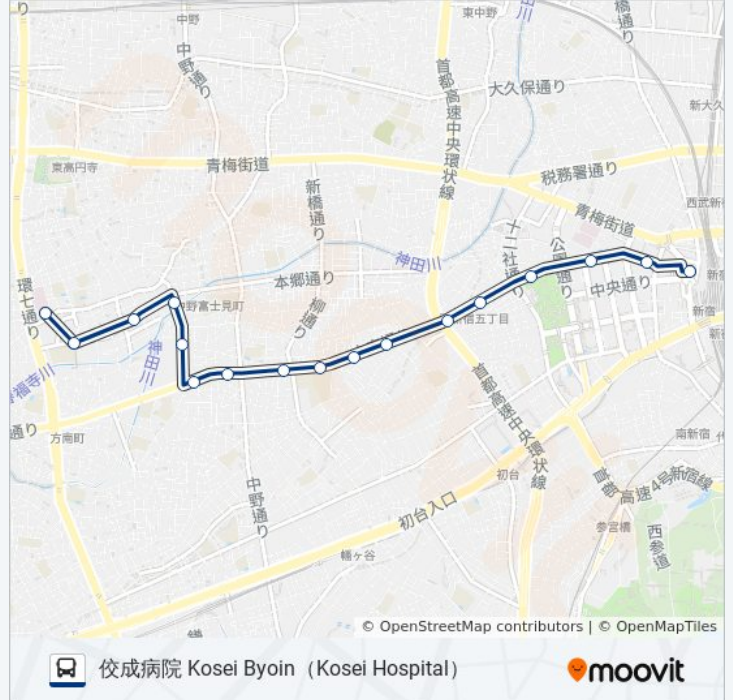 中野
東中野
中野通り
首都高速中央環状線
大久保通り
橋通り
新大久
東高円寺
青梅街道
税務署通り
新橋通り
西武新宿
青梅街道
神田川
十二社通り
環七通り
本郷通り
中央通り
中野富士見町
柳通り
神田川
新宿五丁目
新宿
福寺川
通り
方南町
首都高速中央環状線
南新宿
中野通り
初台
初台入口
首都
高速4号新宿線
参宮橋
西参道
幡ヶ谷
© OpenStreetMap contributors | © OpenMapTiles
佼成病院 Kosei Byoin（Kosei Hospital）
moovit